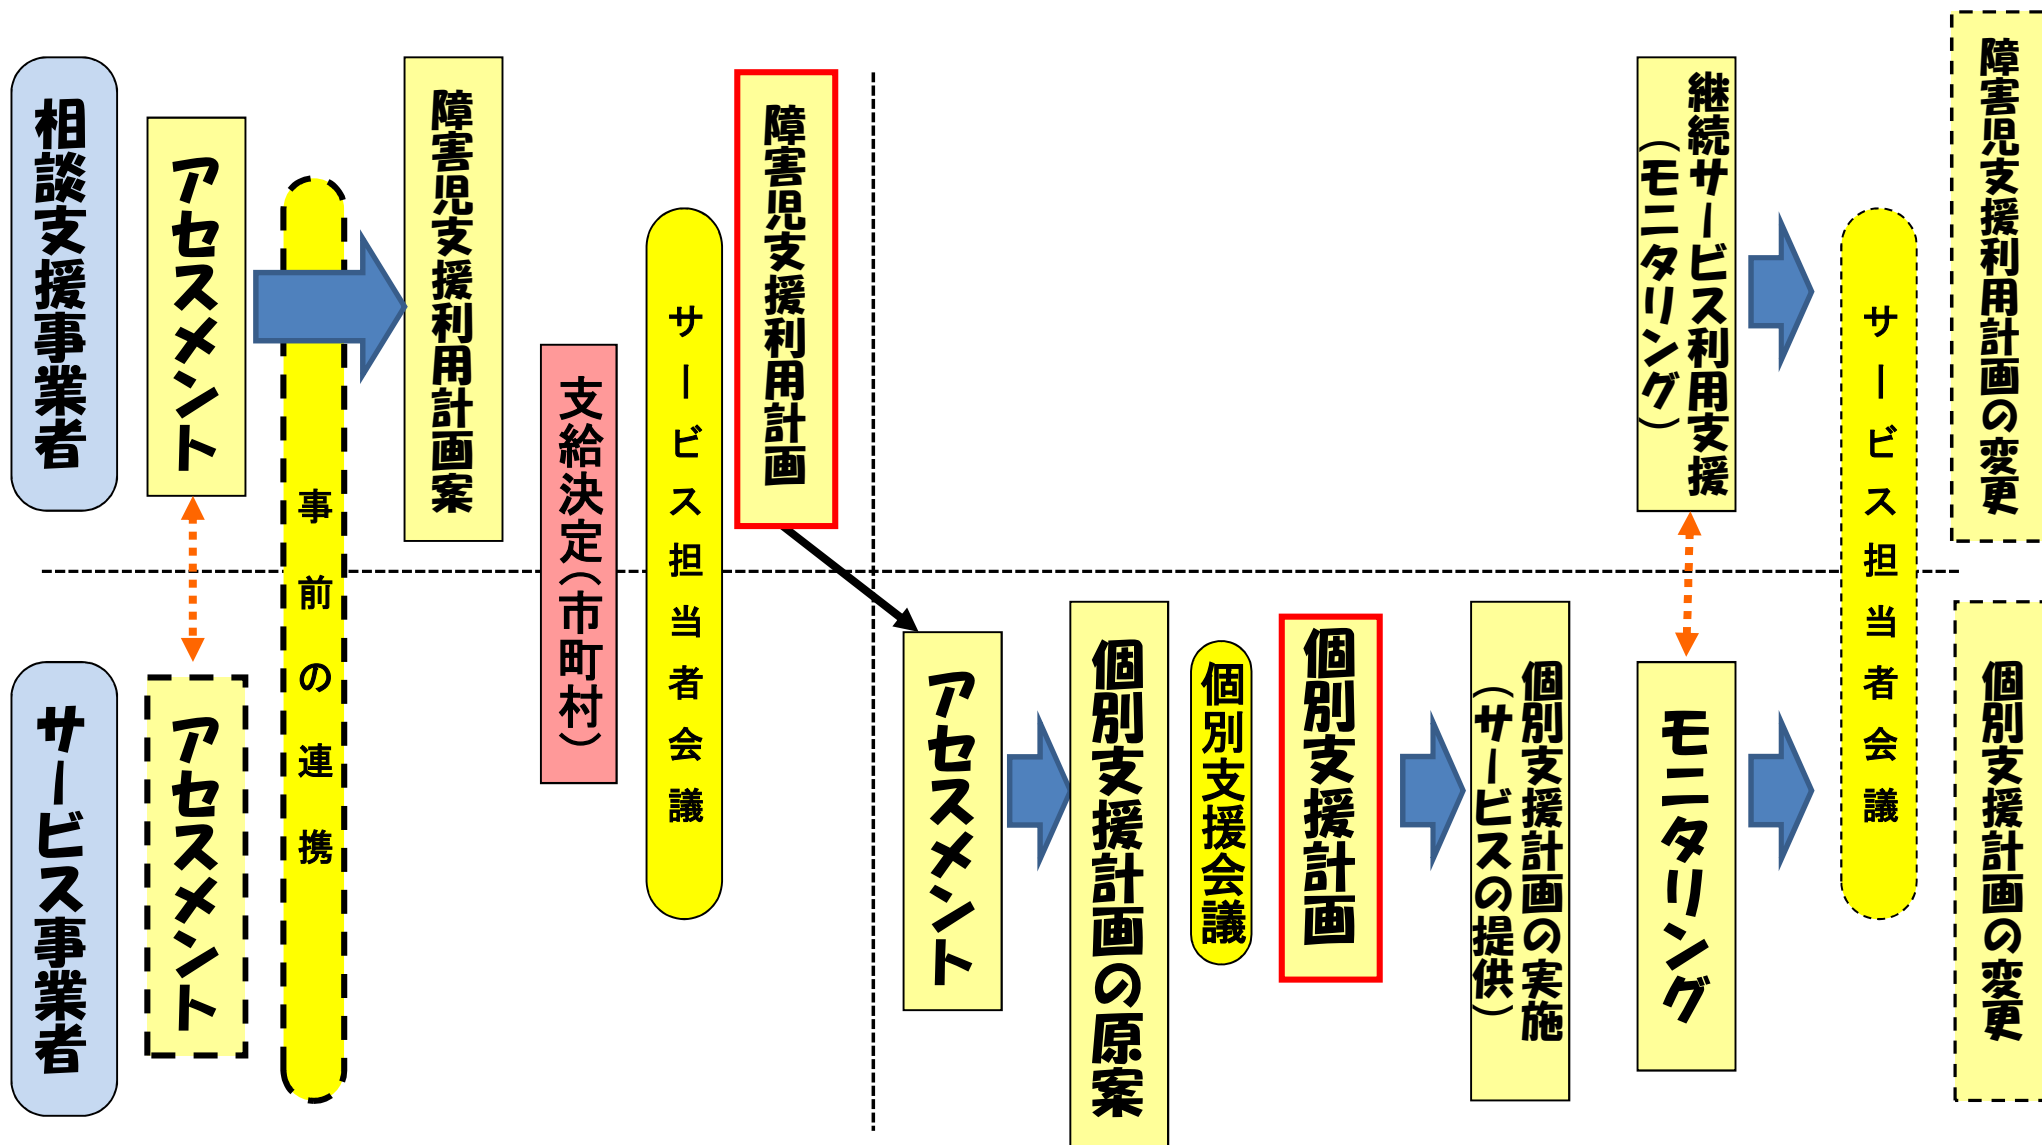 相談支援事業者
アセスメント
事前の連携
障害児支援利用計画案
支給決定（市町村）
サービス担当者会議
障害児支援利用計画
継続サービス利用支援
（モニタリング）
サービス担当者会議
障害児支援利用計画の変更
サービス事業者
アセスメント
アセスメント
個別支援計画の原案
個別支援会議
個別支援計画
個別支援計画の実施
（サービスの提供）
モニタリング
個別支援計画の変更